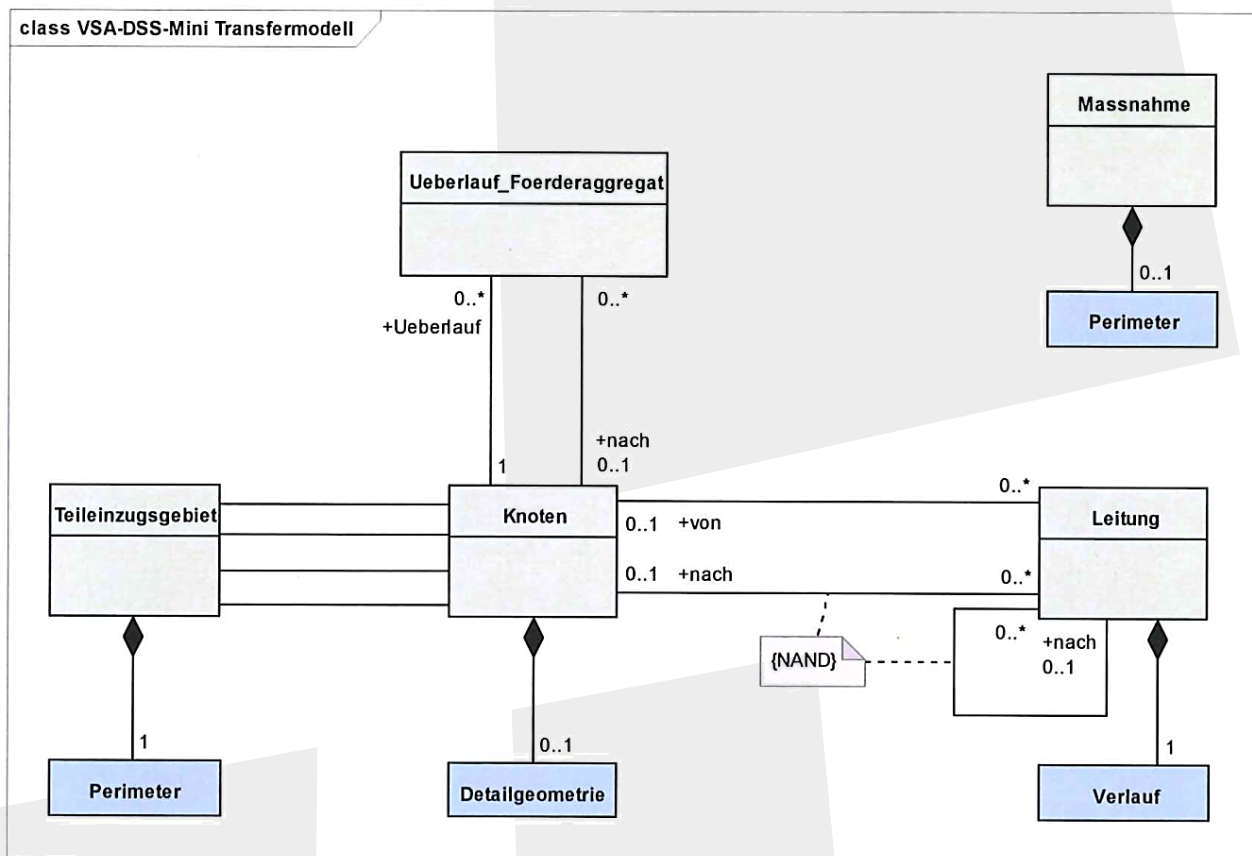 class VSA-DSS-Mini Transfermodell
Massnahme
0..1
Perimeter
Ueberlauf_Foerderaggregat
0..*
0..*
+Ueberlauf
+nach
1
0..1
Teileinzugsgebiet
Knoten
Leitung
0..*
0..1 +von
0..1 +nach
0..*
0..*
+nach
0..1
{NAND}
1
0..1
1
Perimeter
Detailgeometrie
Verlauf